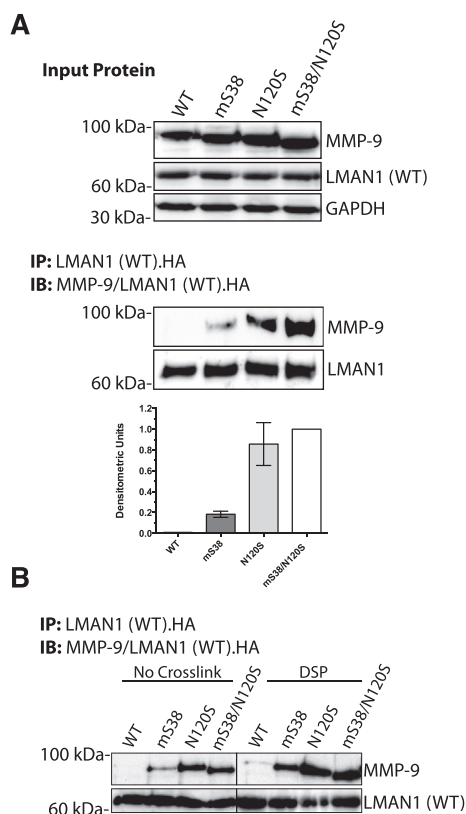 A
Input Protein
WT
mS38
N120S
mS38/N120S
100 kDa-
MMP-9
LMAN1 (WT)
60 kDa-
GAPDH
30 kDa-
IP: LMAN1 (WT).HA
IB: MMP-9/LMAN1 (WT).HA
100 kDa-
MMP-9
LMAN1
60 kDa-
Densitometric Units
1.2
1.0
0.8
0.6
0.4
0.2
0.0
WT
mS38
N120S
mS38/N120S
B
IP: LMAN1 (WT).HA
IB: MMP-9/LMAN1 (WT).HA
No Crosslink
DSP
WT
mS38
N120S
mS38/N120S
WT
mS38
N120S
mS38/N120S
100 kDa-
MMP-9
LMAN1 (WT)
60 kDa-